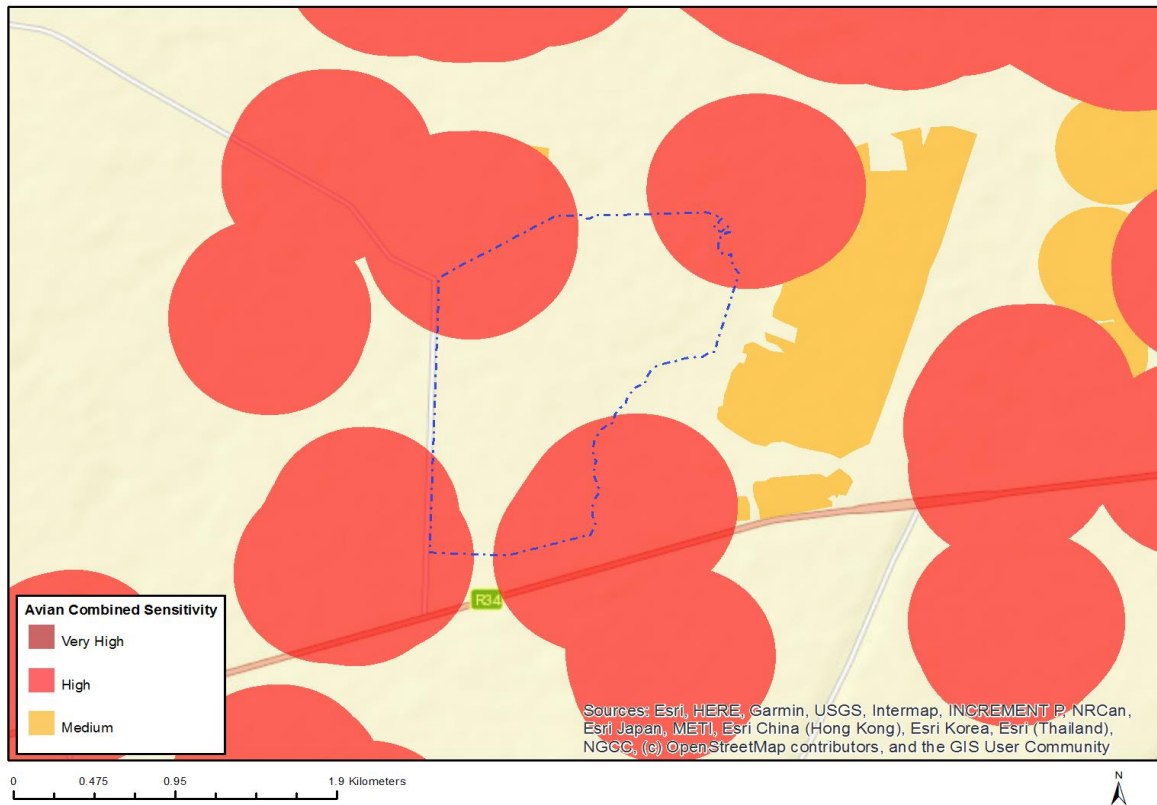 R34
Avian Combined Sensitivity
Very High
High
Medium
Sources: Esri, HERE, Garmin, USGS, Intermap, INCREMENT P, NRCan,
Esri Japan, METI, Esri China (Hong Kong), Esri Korea, Esri (Thailand),
NGCC, (c) OpenStreetMap contributors, and the GIS User Community
0 0.475 0.95 1.9 Kilometers
N